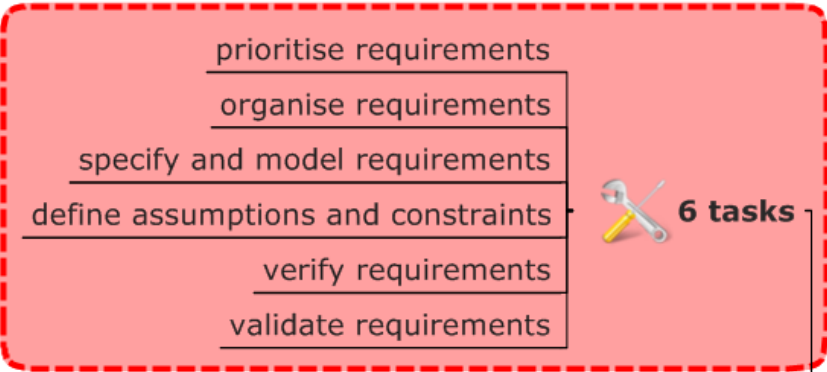 prioritise requirements
organise requirements
specify and model requirements
define assumptions and constraints
verify requirements
validate requirements
6 tasks